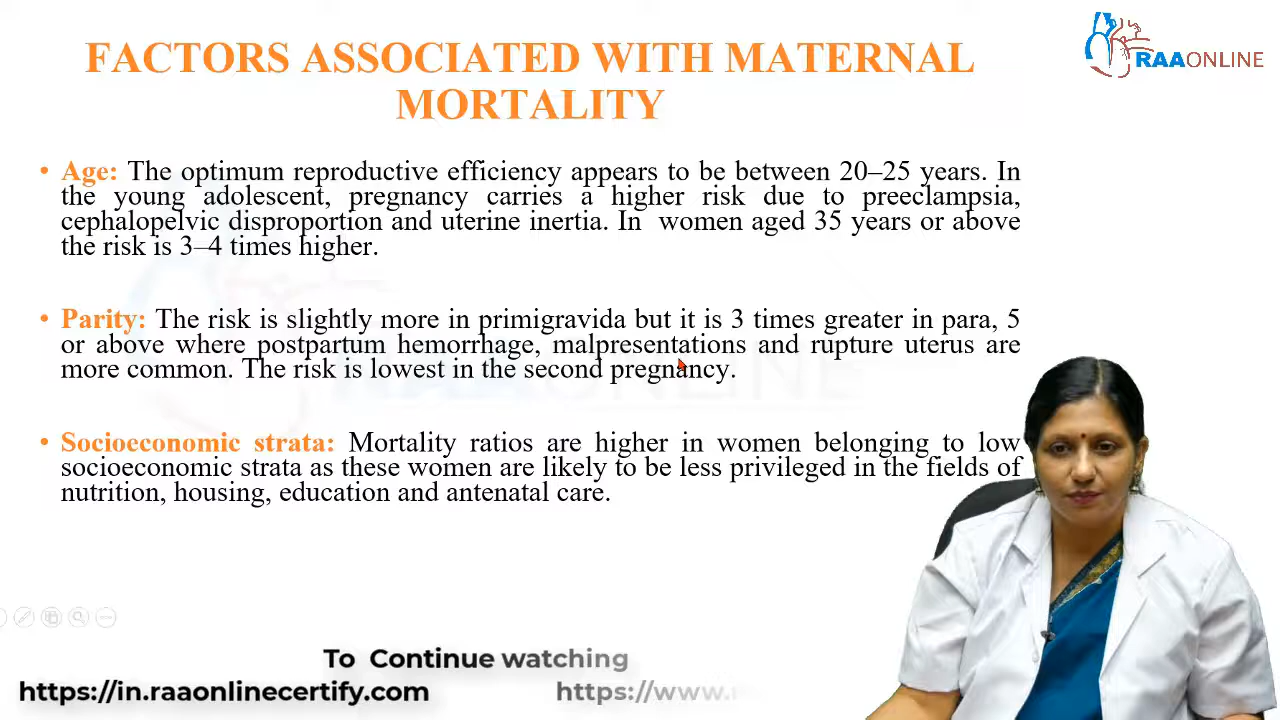 FACTORS ASSOCIATED WITH MATERNAL
MORTALITY
RAAONLINE
• Age: The optimum reproductive efficiency appears to be between 20–25 years. In
the young adolescent, pregnancy carries a higher risk due to preeclampsia,
cephalopelvic disproportion and uterine inertia. In women aged 35 years or above
the risk is 3–4 times higher.
• Parity: The risk is slightly more in primigravida but it is 3 times greater in para, 5
or above where postpartum hemorrhage, malpresentations and rupture uterus are
more common. The risk is lowest in the second pregnancy.
• Socioeconomic strata: Mortality ratios are higher in women belonging to low
socioeconomic strata as these women are likely to be less privileged in the fields of
nutrition, housing, education and antenatal care.
To Continue watching
https://in.raaonlinecertify.com
https://www.